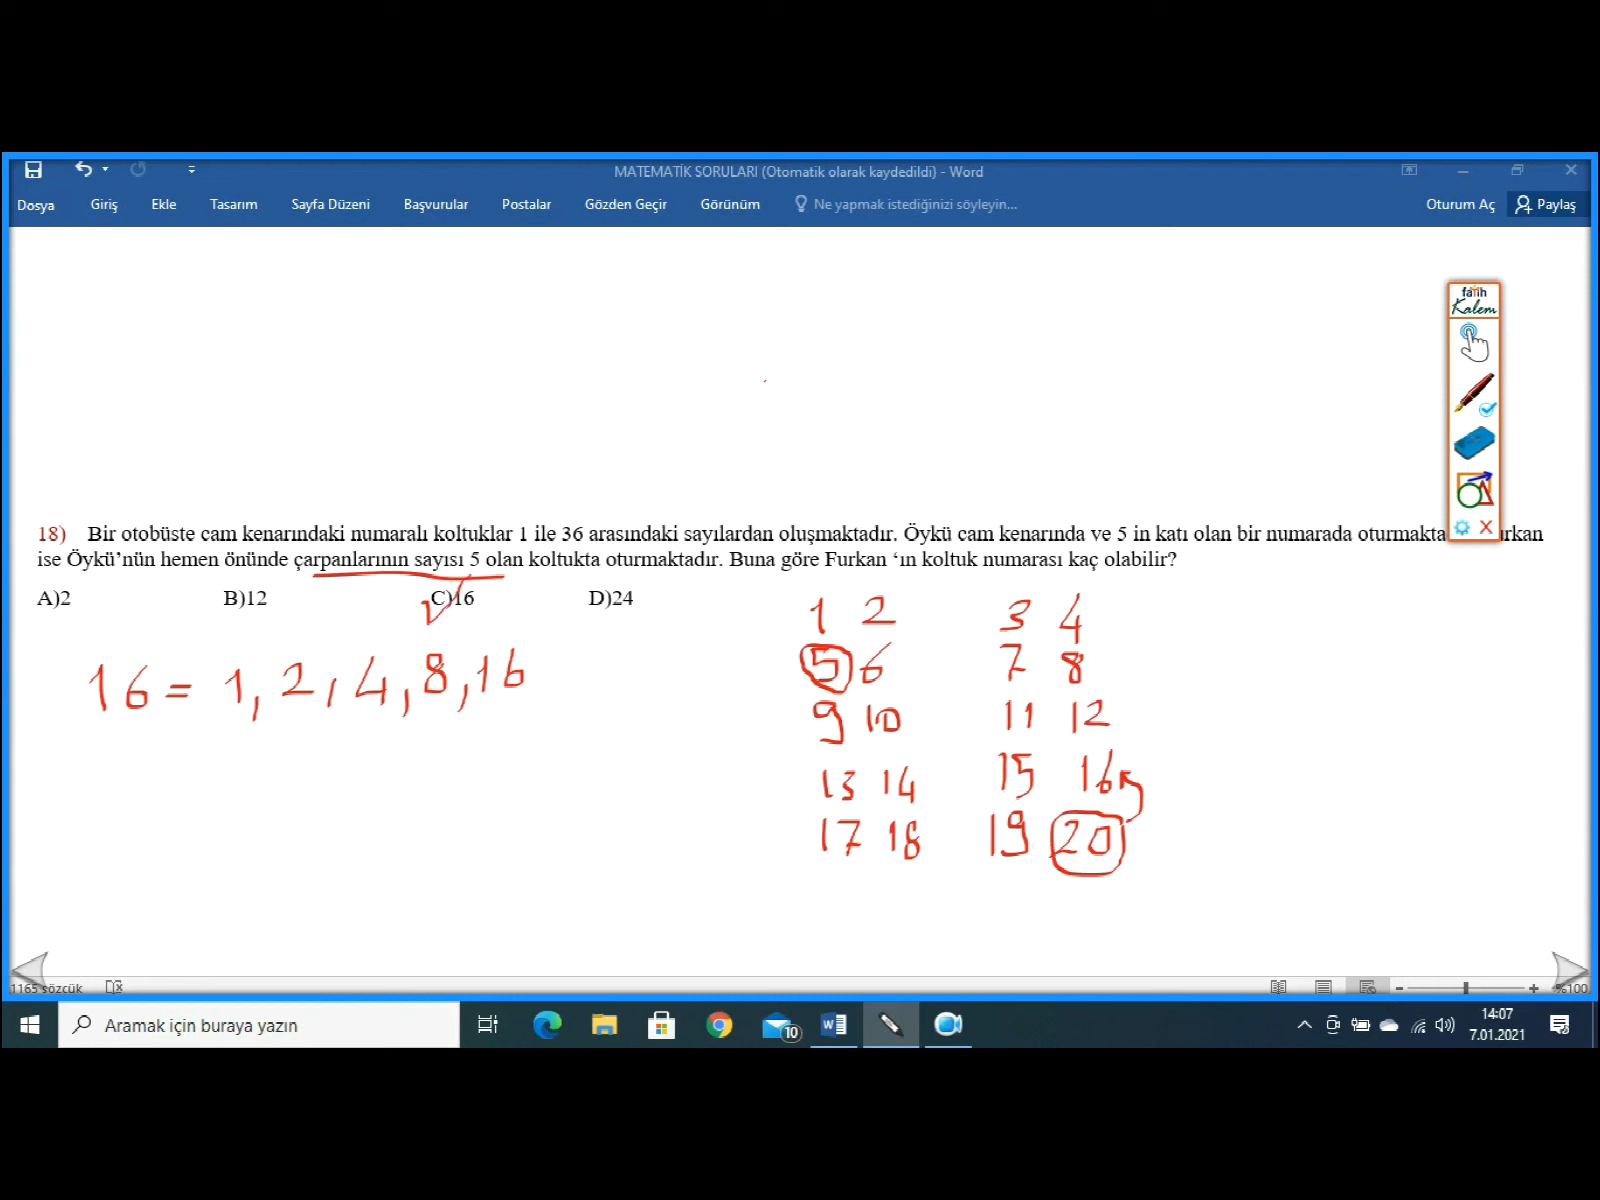 MATEMATİK SORULARI (Otomatik olarak kaydedildi) - Word
Dosya Giriş Ekle Tasarım Sayfa Düzeni Başvurular Postalar Gözden Geçir Görünüm Ne yapmak istediğinizi söyleyin... Oturum Aç Paylaş
fatih
Kalem
18) Bir otobüste cam kenarındaki numaralı koltuklar 1 ile 36 arasındaki sayılardan oluşmaktadır. Öykü cam kenarında ve 5 in katı olan bir numarada oturmakta urkan
ise Öykü'nün hemen önünde çarpanlarının sayısı 5 olan koltukta oturmaktadır. Buna göre Furkan 'ın koltuk numarası kaç olabilir?
A)2 B)12 C)16 D)24
1 2 3 4
5 6 7 8
16 = 1, 2, 4, 8, 16
9 10 11 12
13 14 15 16
17 18 19 20
1165 sözcük %100
Aramak için buraya yazın 10 14:07
7.01.2021